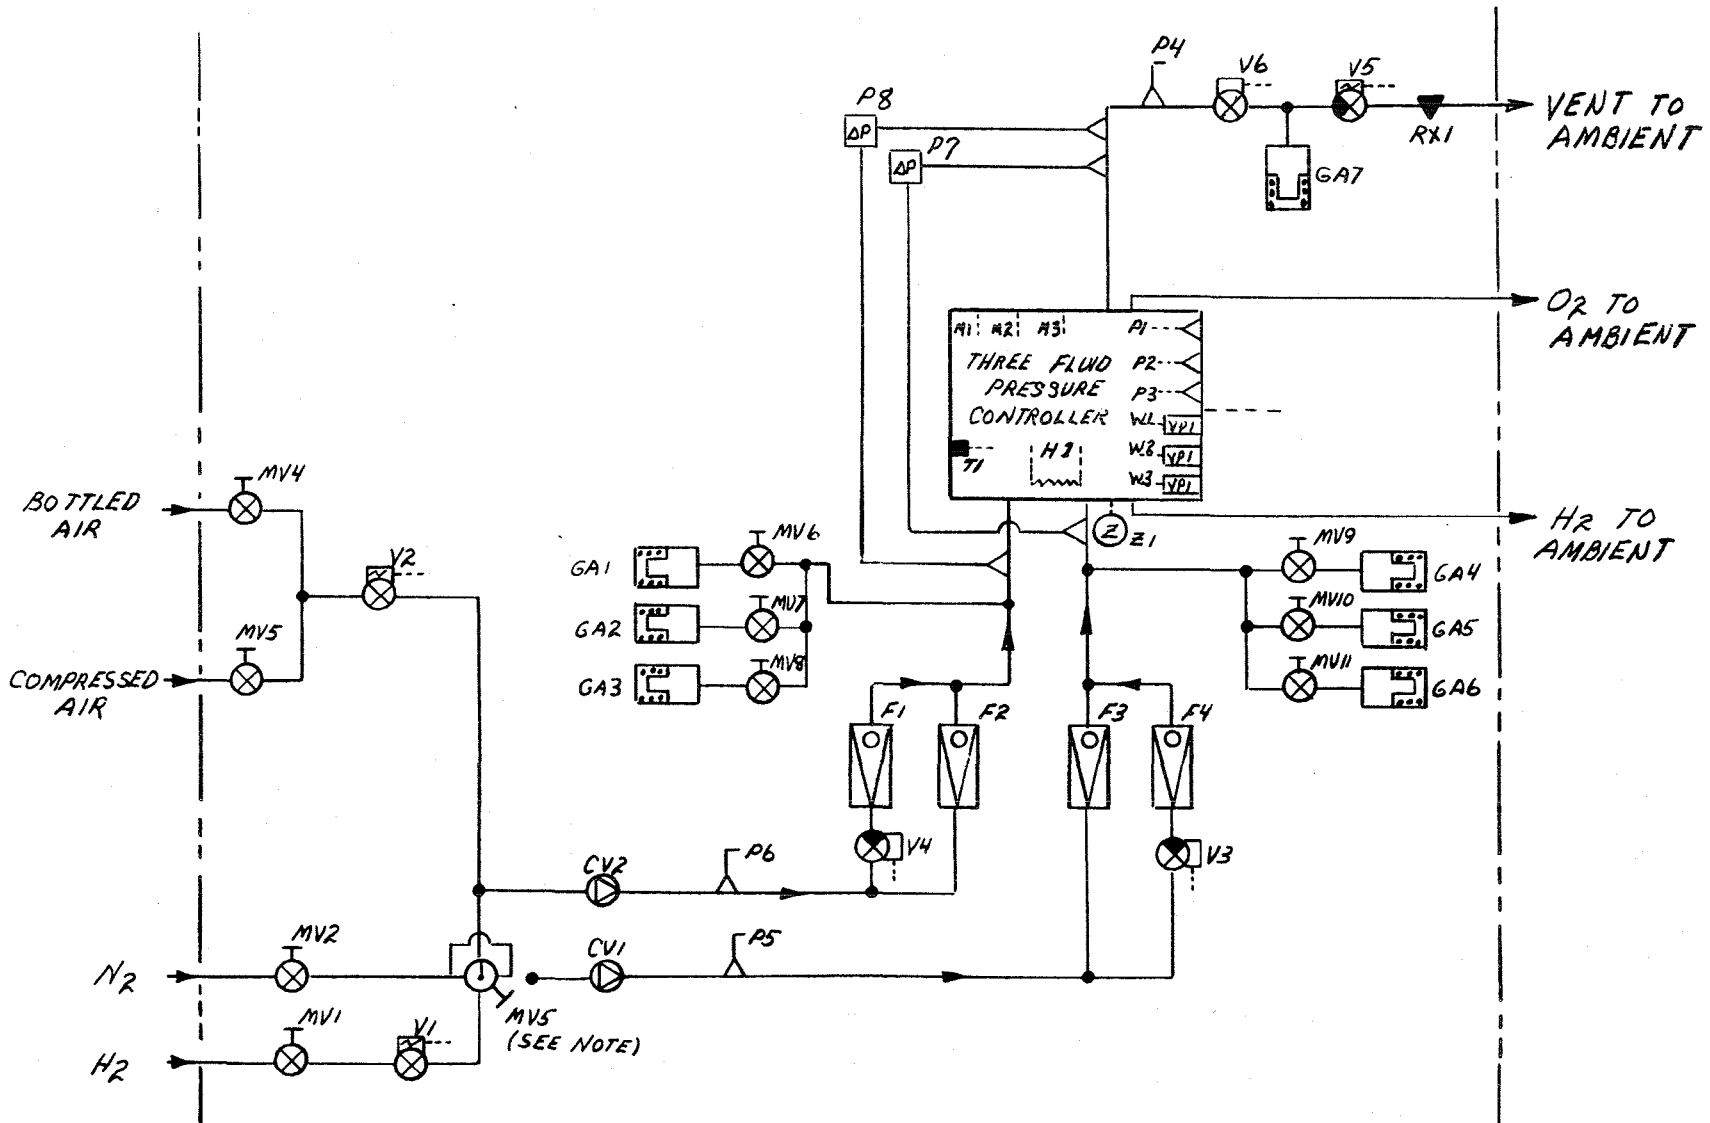 P4
V6
V5
VENT TO
AMBIENT
RX1
P8
ΔP
P7
ΔP
GA7
O2 TO
AMBIENT
M1 M2 M3 P1
THREE FLUID P2
PRESSURE P3
CONTROLLER W1 VP1
W2 VP1
T1 H1 W3 VP1
Z Z1
H2 TO
AMBIENT
MV4
BOTTLED
AIR
V2
MV5
COMPRESSED
AIR
GA1 MV6
GA2 MV7
GA3 MV8
MV9 GA4
MV10 GA5
MV11 GA6
F1 F2 F3 F4
V4 V3
CV2 P6
MV2 CV1 P5
N2
MV5
(SEE NOTE)
MV1 V1
H2